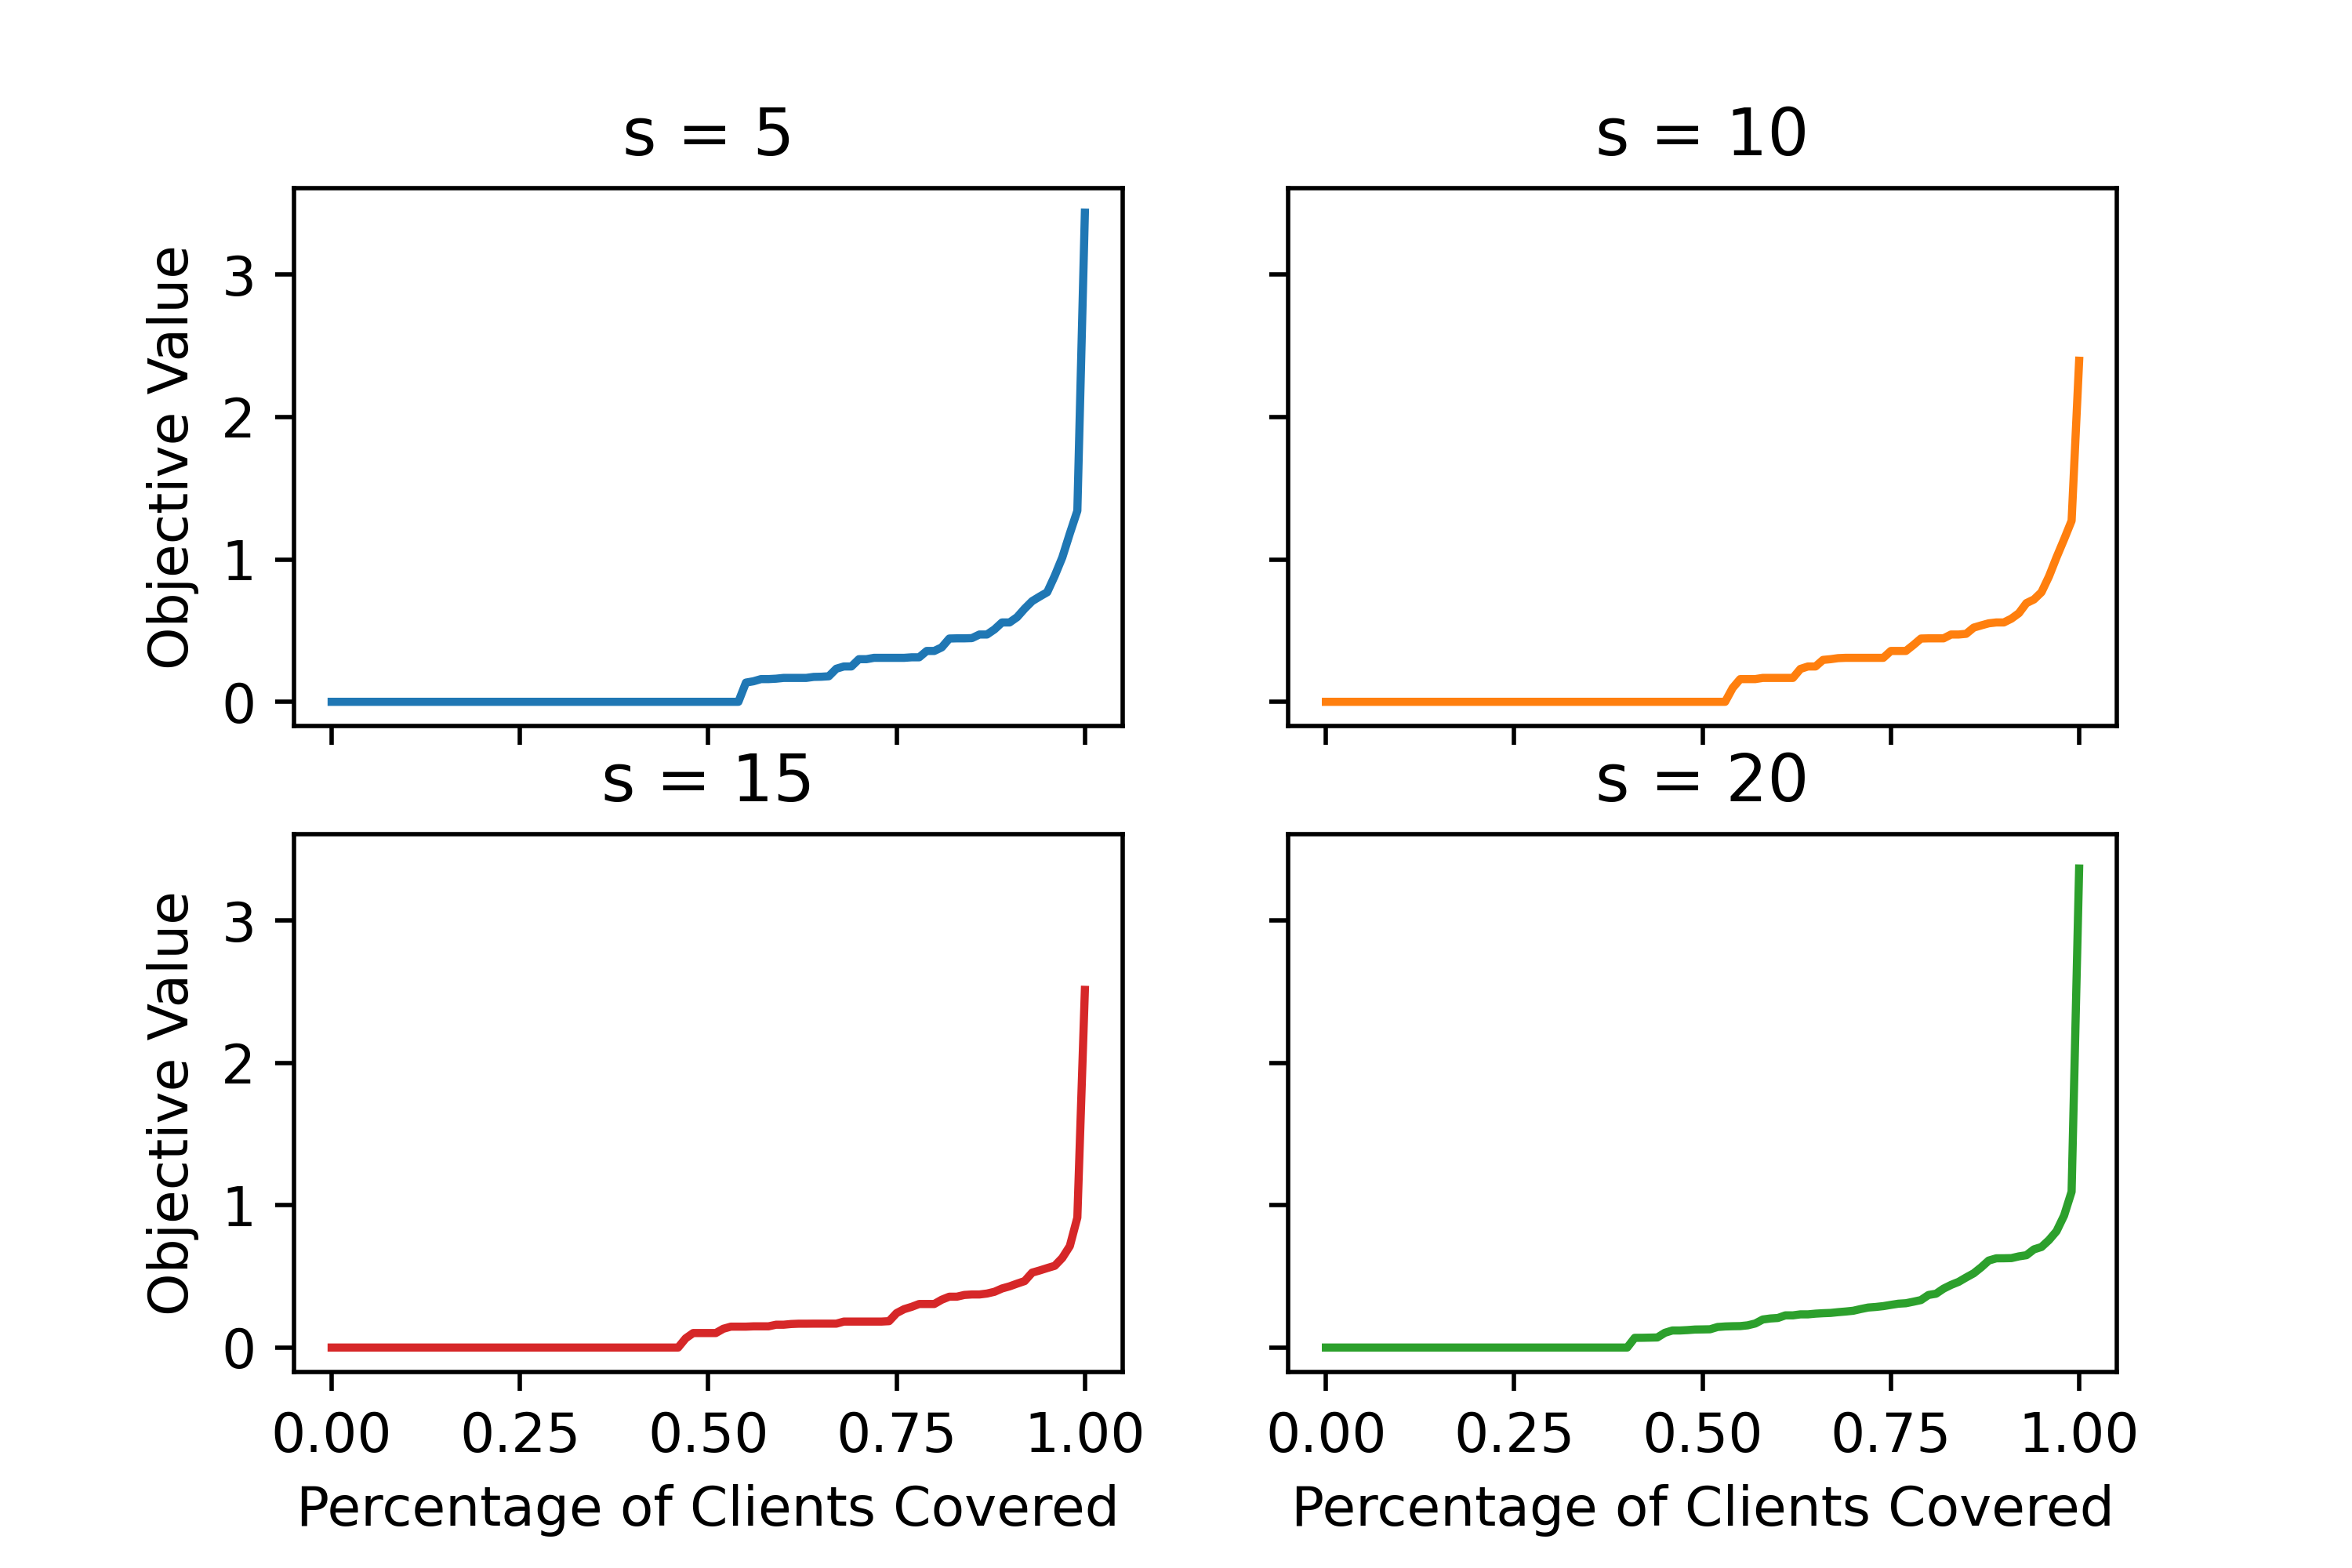 s = 5
s = 10
Objective Value
3
2
1
0
s = 15
s = 20
Objective Value
3
2
1
0
0.00 0.25 0.50 0.75 1.00
0.00 0.25 0.50 0.75 1.00
Percentage of Clients Covered
Percentage of Clients Covered